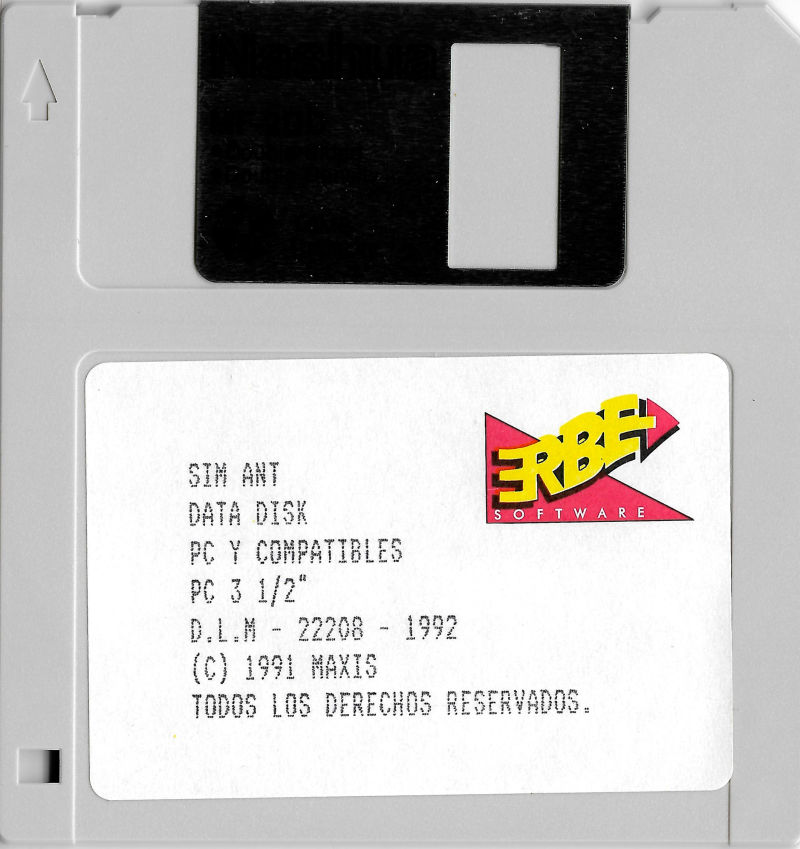 Nashua
ERBE
SOFTWARE
SIM ANT
DATA DISK
PC Y COMPATIBLES
PC 3 1/2"
D.L.M - 22208 - 1992
(C) 1991 MAXIS
TODOS LOS DERECHOS RESERVADOS.